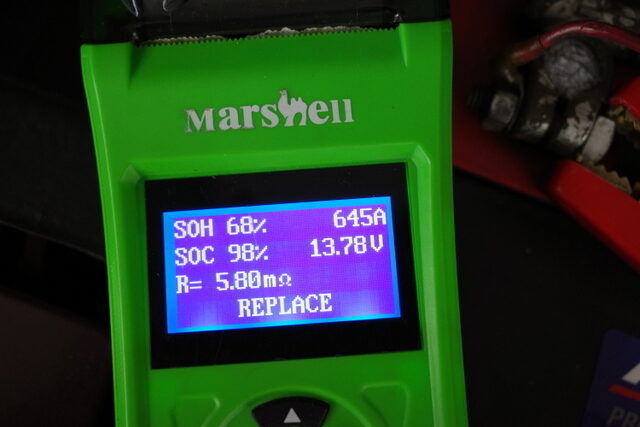 Marshell
SOH 68% 645A
SOC 98% 13.78V
R= 5.80mΩ
REPLACE